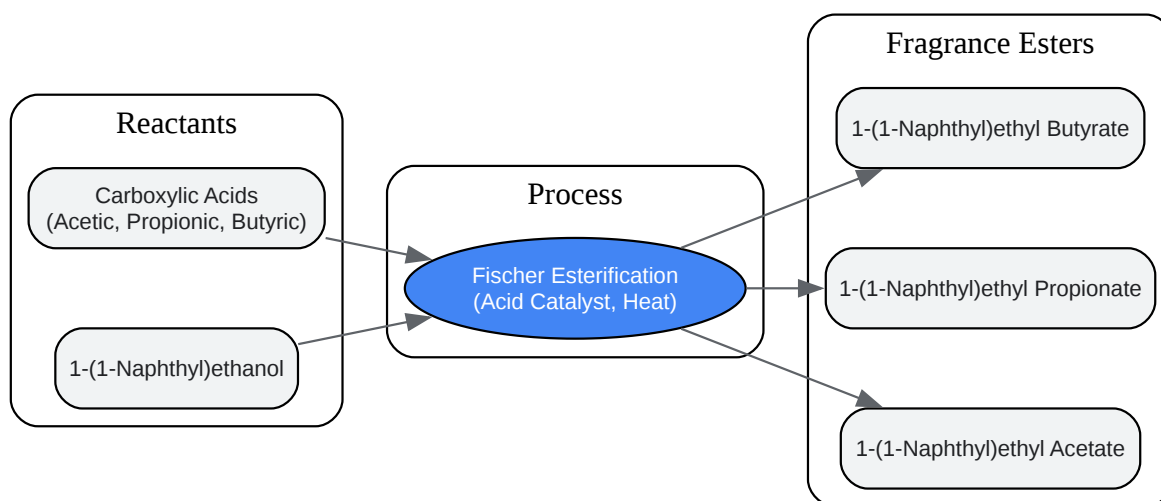 Reactants
Carboxylic Acids
(Acetic, Propionic, Butyric)
1-(1-Naphthyl)ethanol
Process
Fischer Esterification
(Acid Catalyst, Heat)
Fragrance Esters
1-(1-Naphthyl)ethyl Butyrate
1-(1-Naphthyl)ethyl Propionate
1-(1-Naphthyl)ethyl Acetate